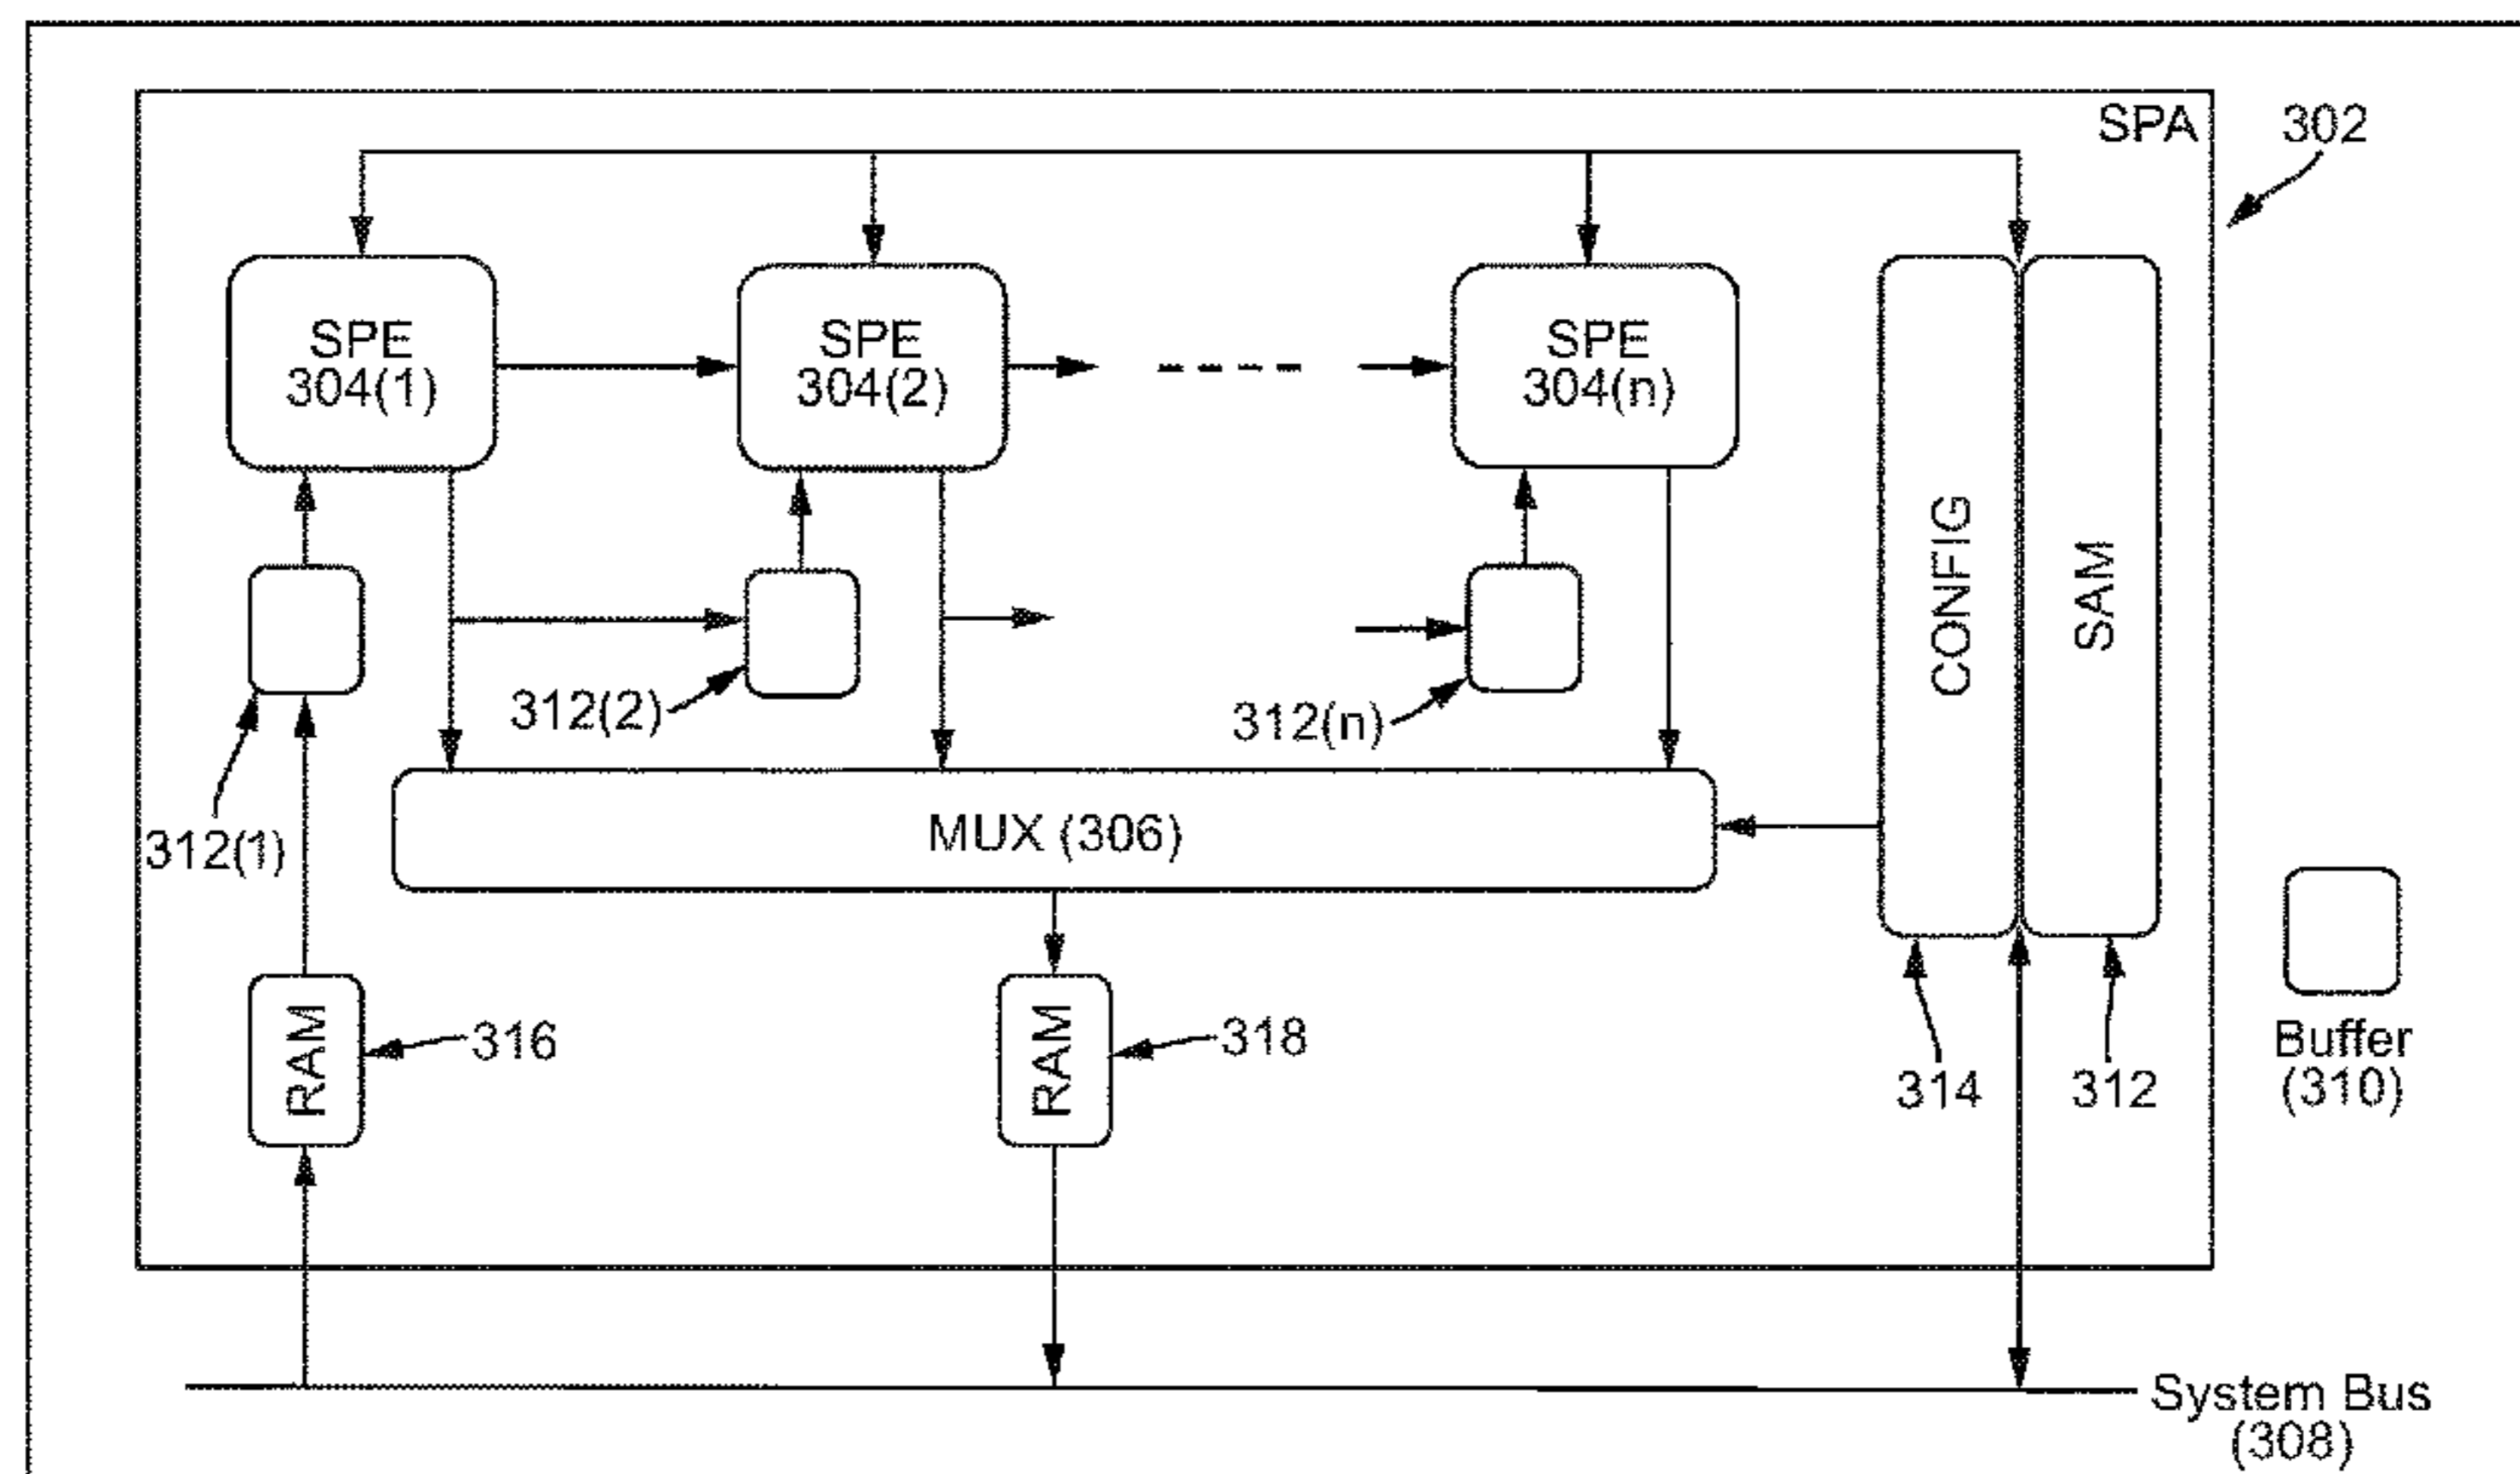 SPA
302
SPE
304(1)
SPE
304(2)
SPE
304(n)
CONFIG
SAM
312(2)
312(n)
312(1)
MUX (306)
RAM
316
RAM
318
314
312
Buffer
(310)
System Bus
(308)